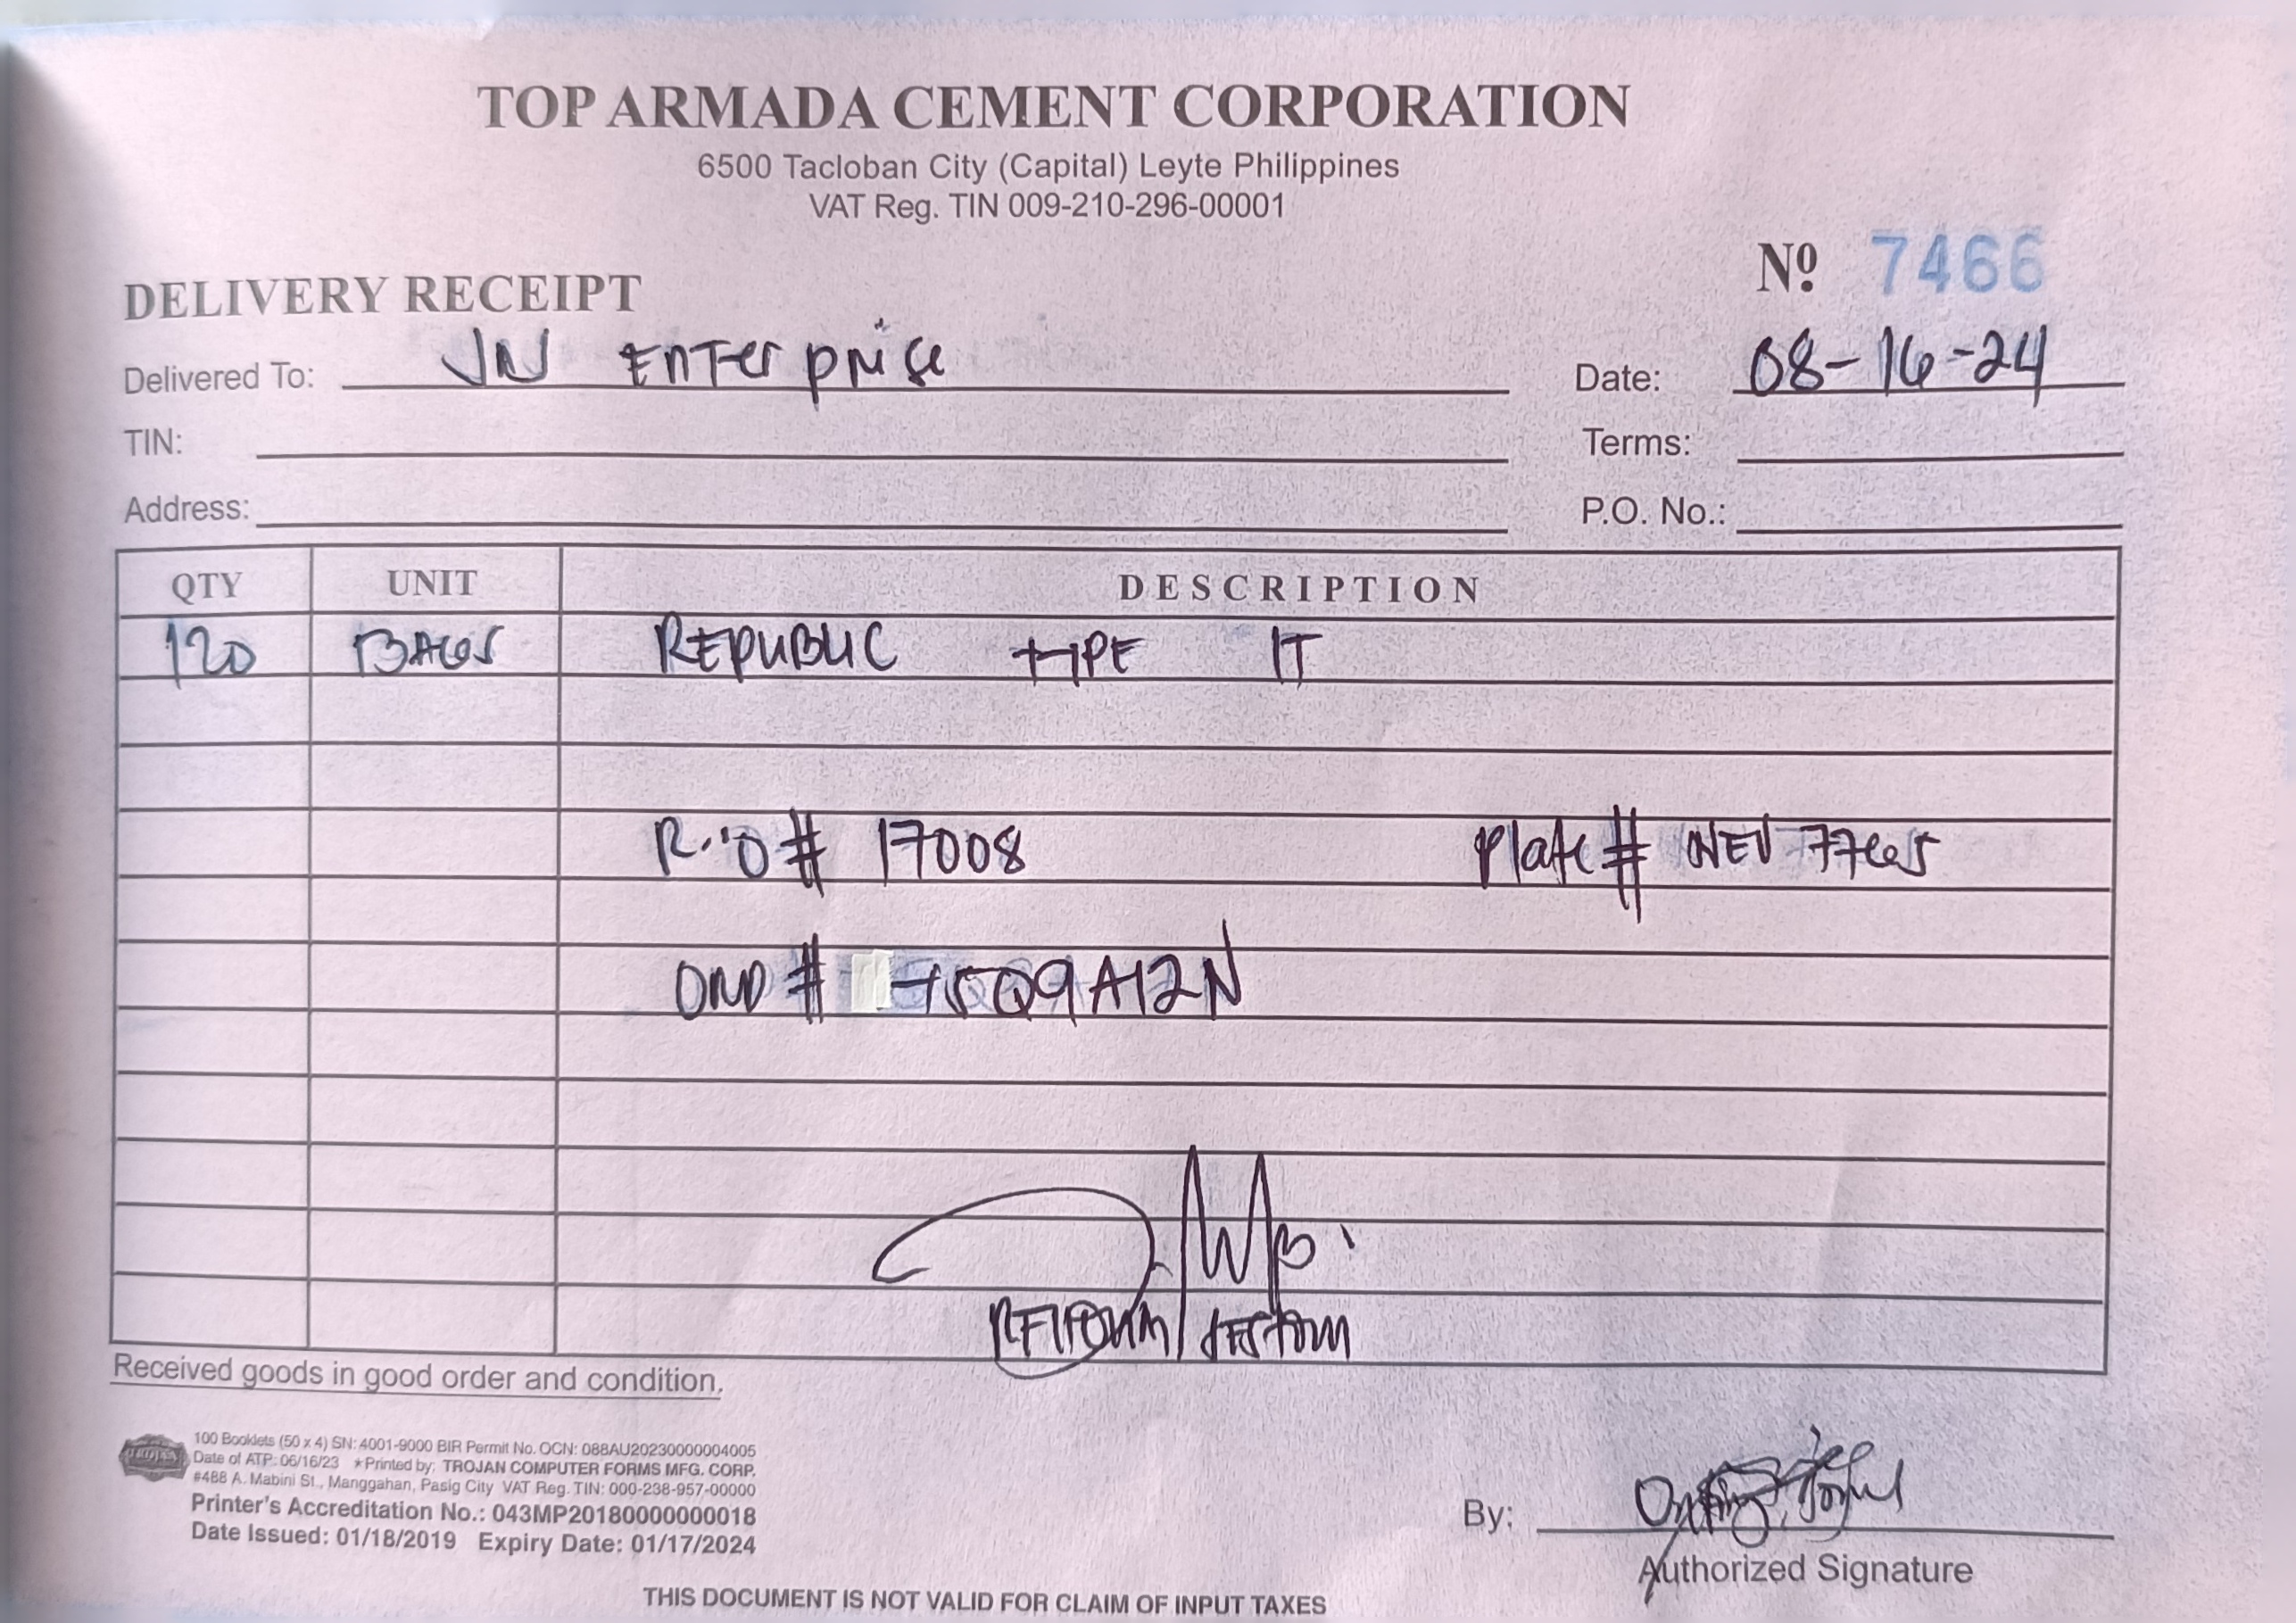 TOP ARMADA CEMENT CORPORATION
6500 Tacloban City (Capital) Leyte Philippines
VAT Reg. TIN 009-210-296-00001
Nº 7466
DELIVERY RECEIPT
Delivered To: JN Enterprise
Date: 08-16-24
TIN:
Terms:
Address:
P.O. No.:
QTY UNIT DESCRIPTION
120 BAGS REPUBLIC TYPE 1T
R.O # 17008 Plate # NEV
# 15Q9A12N
Received goods in good order and condition.
100 Booklets (50 x 4) SN: 4001-9000 BIR Permit No. OCN: 088AU20230000004005
Date of ATP: 06/16/23 ★Printed by: TROJAN COMPUTER FORMS MFG. CORP.
#488 A. Mabini St., Manggahan, Pasig City VAT Reg. TIN: 000-238-957-00000
Printer's Accreditation No.: 043MP20180000000018
Date Issued: 01/18/2019 Expiry Date: 01/17/2024
By:
Authorized Signature
THIS DOCUMENT IS NOT VALID FOR CLAIM OF INPUT TAXES